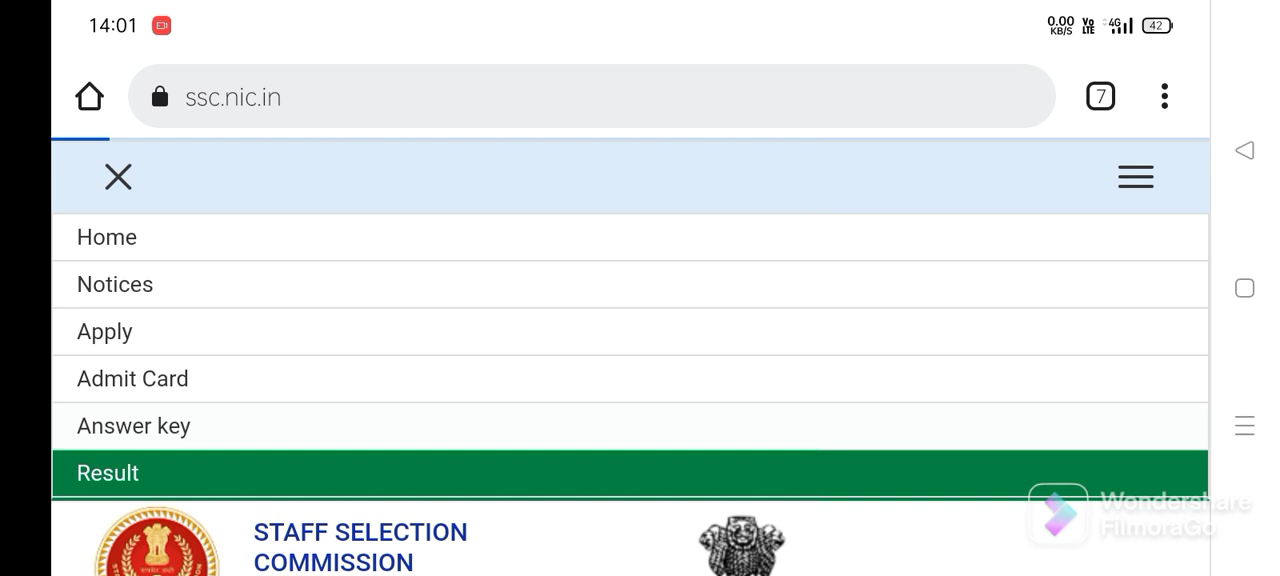 14:01
0.00 KB/S Vo LTE 4G 42
ssc.nic.in
7
Home
Notices
Apply
Admit Card
Answer key
Result
STAFF SELECTION
COMMISSION
Wondershare
FilmoraGo